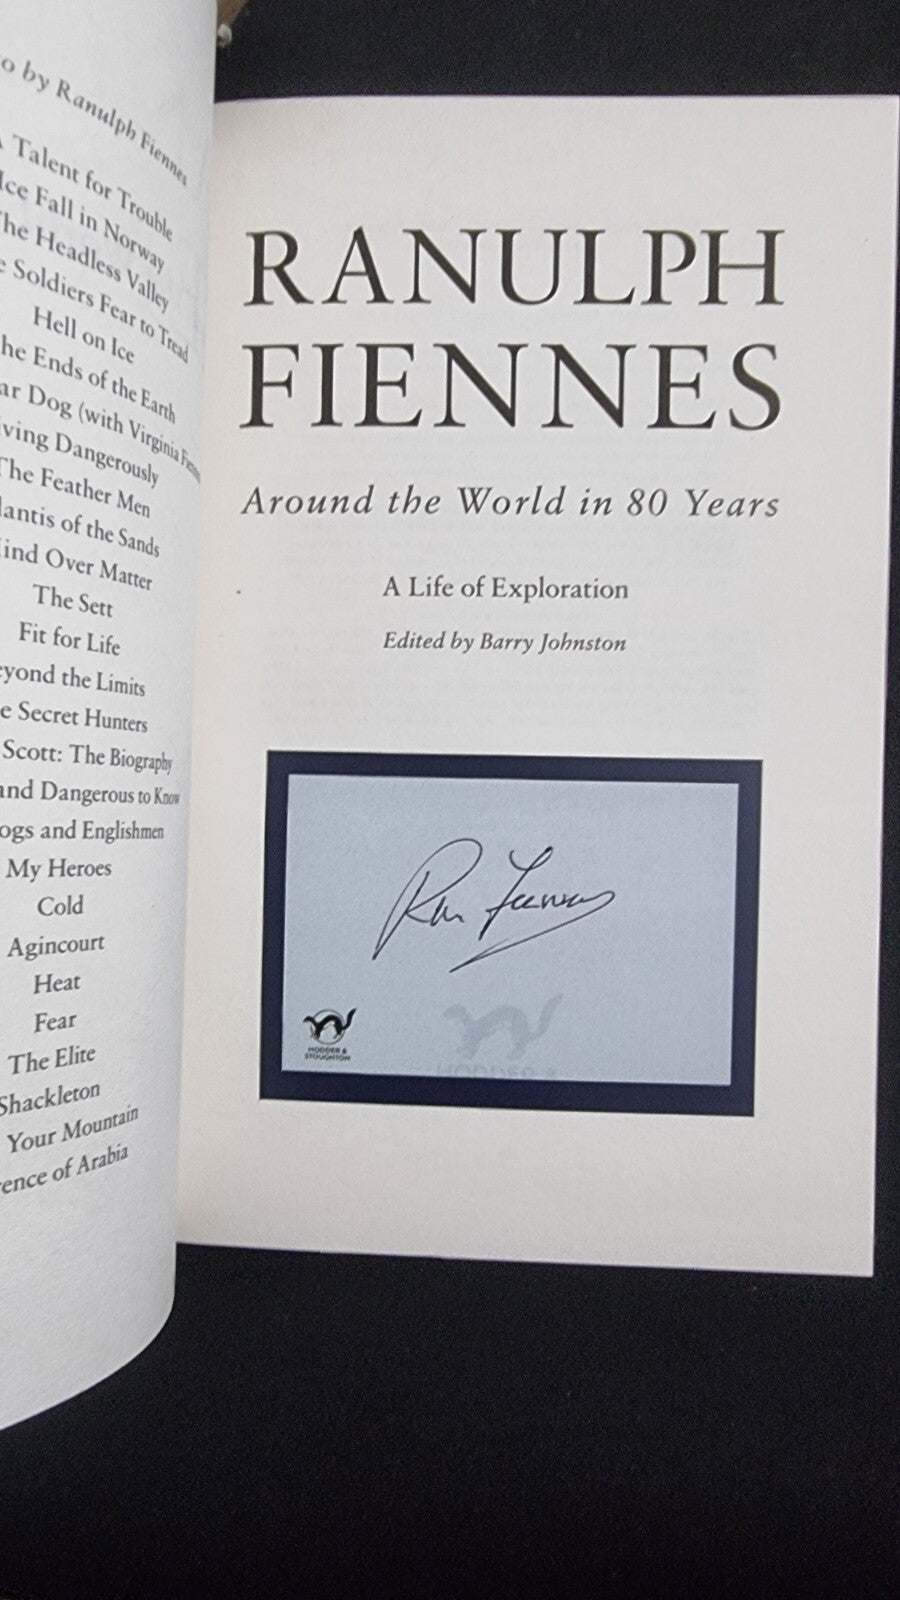 by Ranulph Fiennes
Talent for Trouble
Ice Fall in Norway
The Headless Valley
Soldiers Fear to Tread
Hell on Ice
the Ends of the Earth
Dog (with Virginia
Dangerously
The Feather Men
of the Sands
Mind Over Matter
The Sett
Fit for Life
the Limits
Secret Hunters
Scott: The Biography
and Dangerous to Know
and Englishmen
My Heroes
Cold
Agincourt
Heat
Fear
The Elite
Shackleton
Your Mountain
of Arabia
RANULPH
FIENNES
Around the World in 80 Years
A Life of Exploration
Edited by Barry Johnston
Ran Fiennes
HODDER &
STOUGHTON
HODDER &